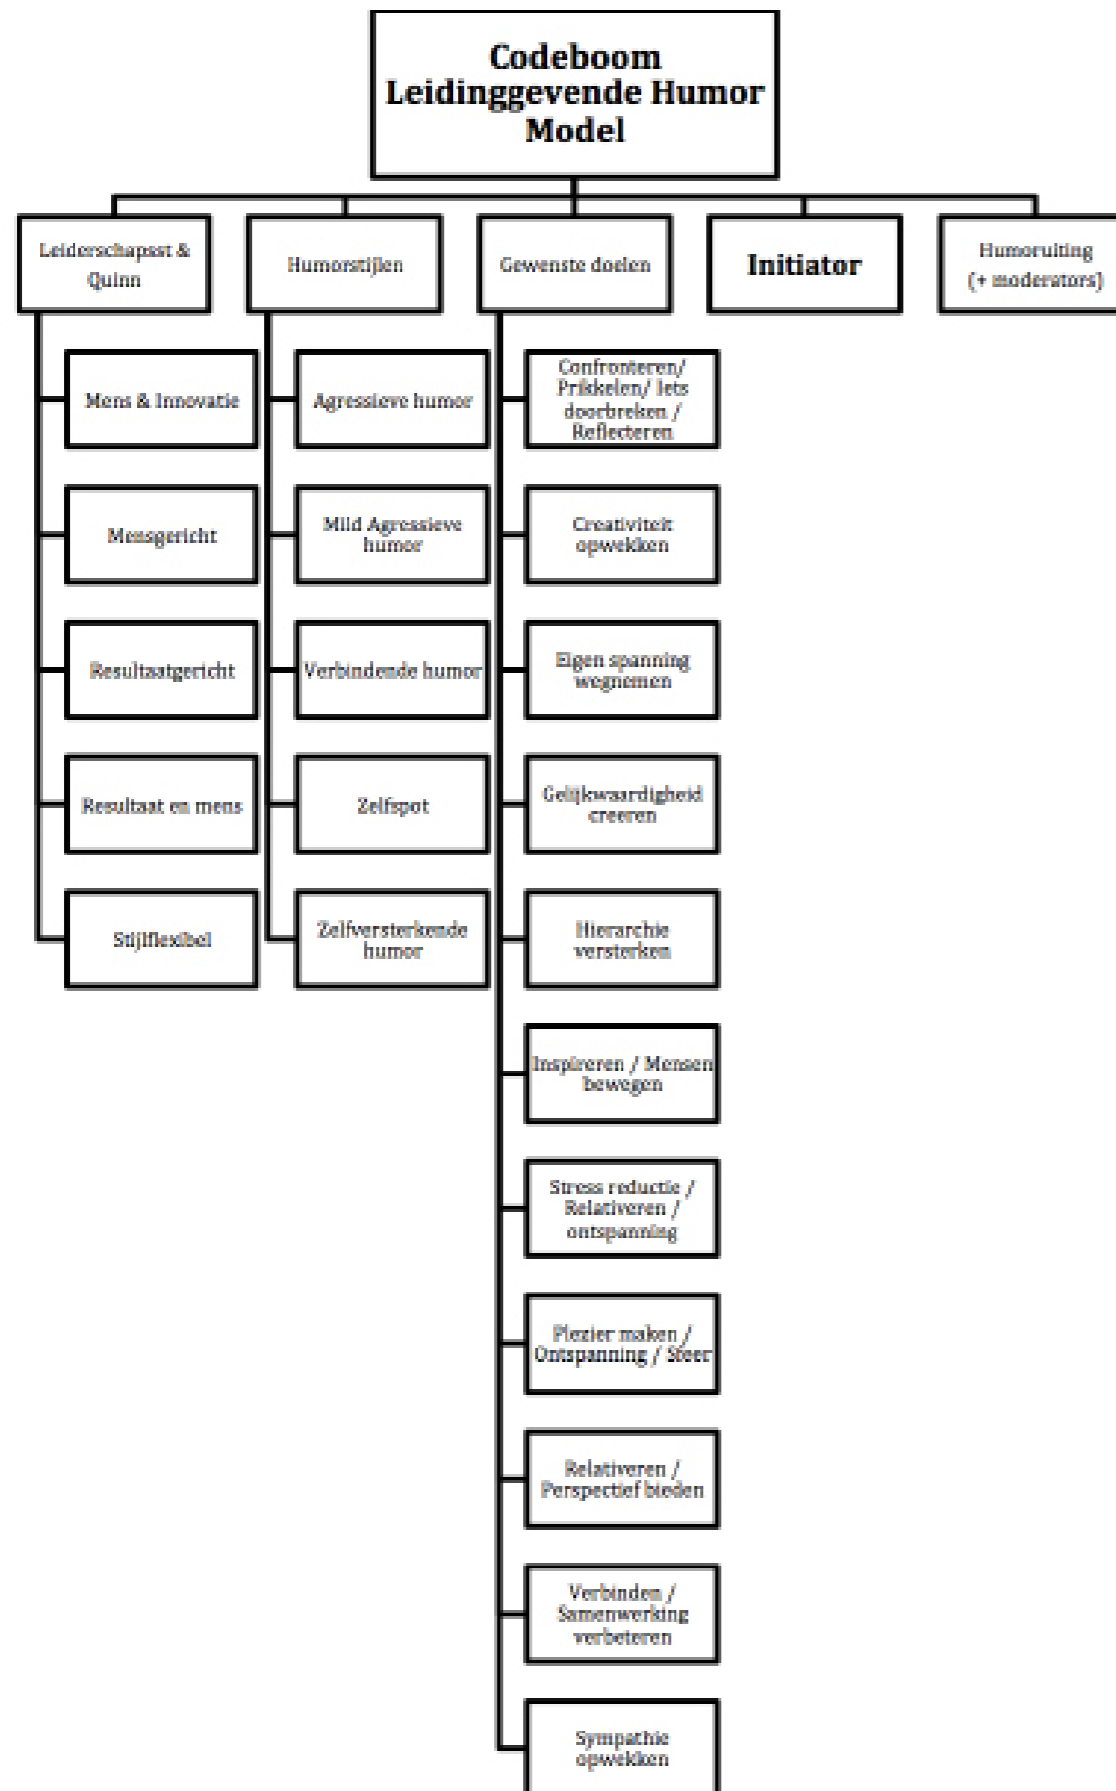 Codeboom
Leidinggevende Humor
Model
Leiderschapsst &
Quinn
Humorstijlen
Gewenste doelen
Initiator
Humoruiting
(+ moderators)
Mens & Innovatie
Mensgericht
Resultaatgericht
Resultaat en mens
Stijlflexibel
Agressieve humor
Mild Agressieve
humor
Verbindende humor
Zelfspot
Zelfversterkende
humor
Confronteren/
Prikkelen/ Iets
doorbreken /
Reflecteren
Creativiteit
opwekken
Eigen spanning
wegnemen
Gelijkwaardigheid
creeren
Hierarchie
versterken
Inspireren / Mensen
bewegen
Stress reductie /
Relativeren /
ontspanning
Plezier maken /
Ontspanning / Sfeer
Relativeren /
Perspectief bieden
Verbinden /
Samenwerking
verbeteren
Sympathie
opwekken